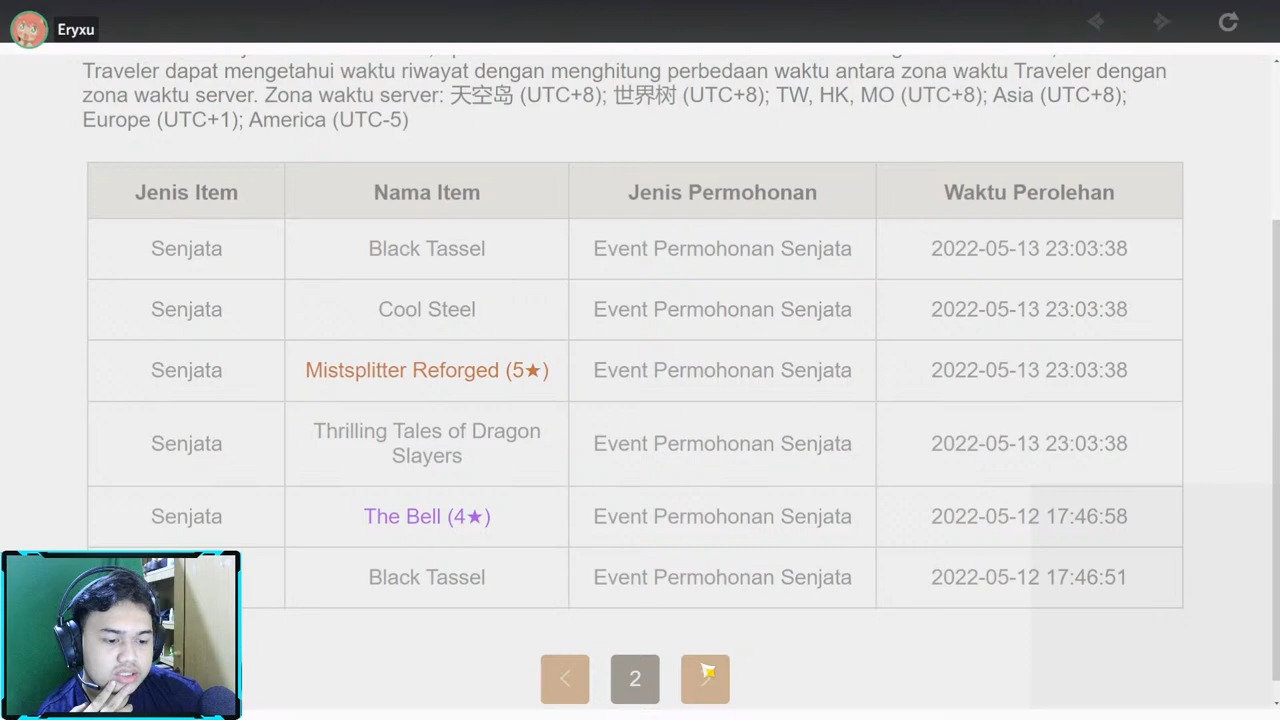 Eryxu
Traveler dapat mengetahui waktu riwayat dengan menghitung perbedaan waktu antara zona waktu Traveler dengan
zona waktu server. Zona waktu server: 天空岛 (UTC+8); 世界树 (UTC+8); TW, HK, MO (UTC+8); Asia (UTC+8);
Europe (UTC+1); America (UTC-5)
Jenis Item Nama Item Jenis Permohonan Waktu Perolehan
Senjata Black Tassel Event Permohonan Senjata 2022-05-13 23:03:38
Senjata Cool Steel Event Permohonan Senjata 2022-05-13 23:03:38
Senjata Mistsplitter Reforged (5★) Event Permohonan Senjata 2022-05-13 23:03:38
Senjata Thrilling Tales of Dragon Event Permohonan Senjata 2022-05-13 23:03:38
Slayers
Senjata The Bell (4★) Event Permohonan Senjata 2022-05-12 17:46:58
Black Tassel Event Permohonan Senjata 2022-05-12 17:46:51
2